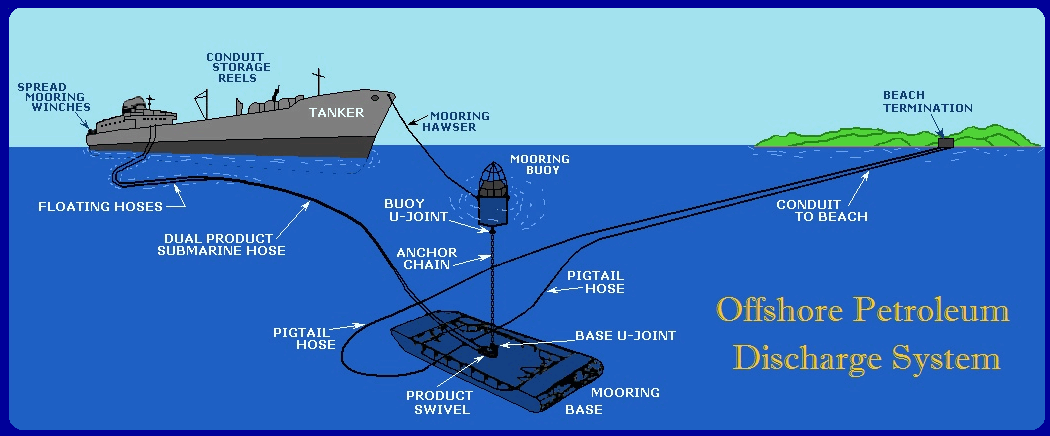 CONDUIT
STORAGE
REELS
SPREAD
MOORING
WINCHES
TANKER
MOORING
HAWSER
BEACH
TERMINATION
MOORING
BUOY
FLOATING HOSES
BUOY
U-JOINT
CONDUIT
TO BEACH
DUAL PRODUCT
SUBMARINE HOSE
ANCHOR
CHAIN
PIGTAIL
HOSE
Offshore Petroleum
Discharge System
PIGTAIL
HOSE
BASE U-JOINT
PRODUCT
SWIVEL
MOORING
BASE